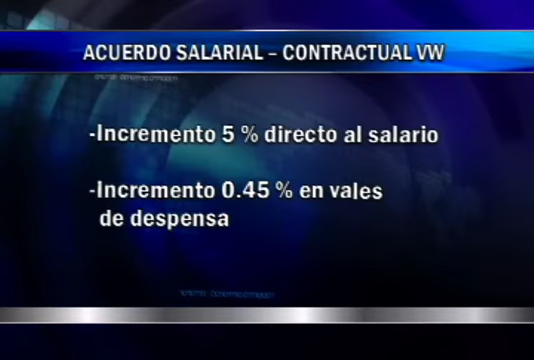 ACUERDO SALARIAL – CONTRACTUAL VW
-Incremento 5 % directo al salario
-Incremento 0.45 % en vales
de despensa